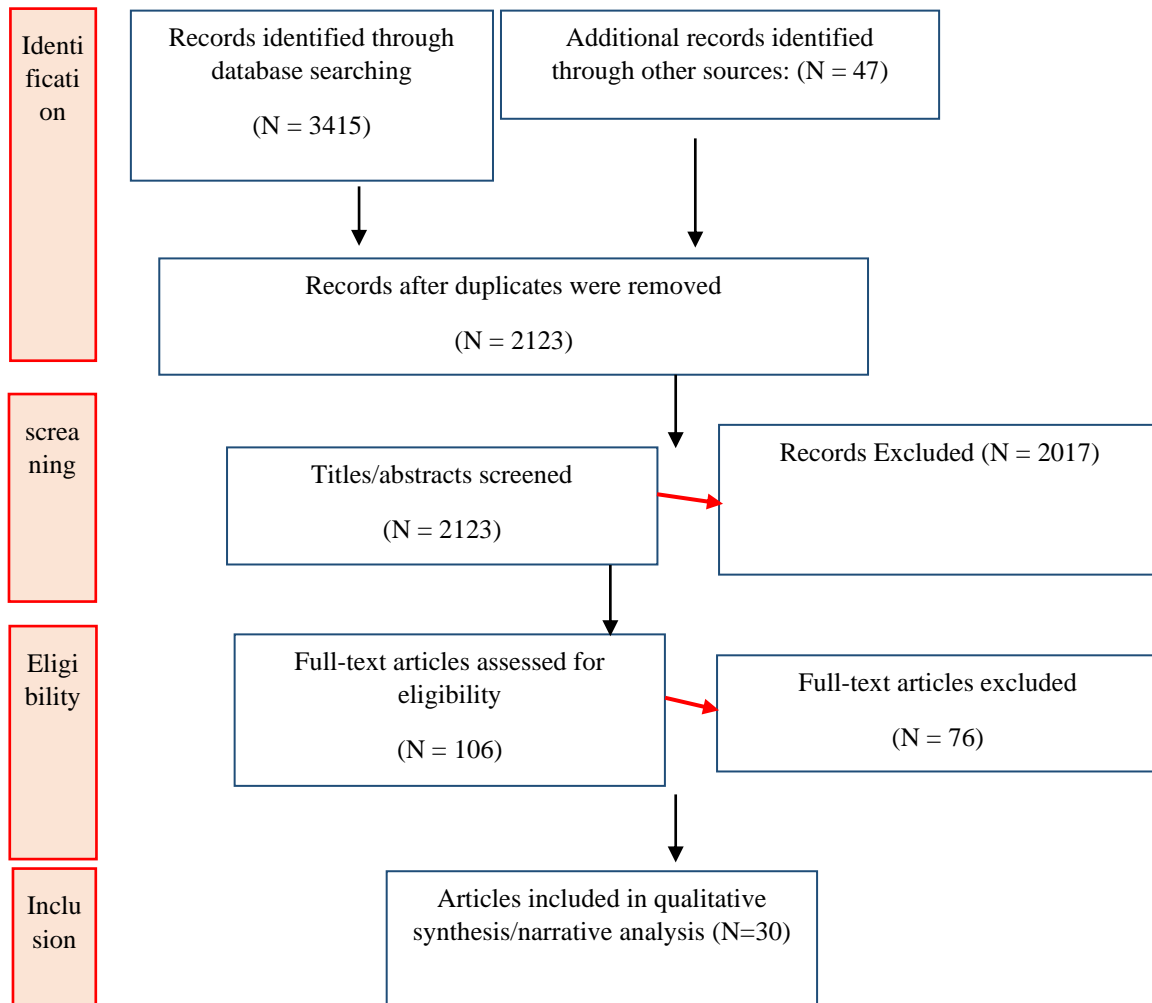 Identi
ficati
on
Records identified through
database searching
(N = 3415)
Additional records identified
through other sources: (N = 47)
Records after duplicates were removed
(N = 2123)
screa
ning
Titles/abstracts screened
(N = 2123)
Records Excluded (N = 2017)
Eligi
bility
Full-text articles assessed for
eligibility
(N = 106)
Full-text articles excluded
(N = 76)
Inclu
sion
Articles included in qualitative
synthesis/narrative analysis (N=30)